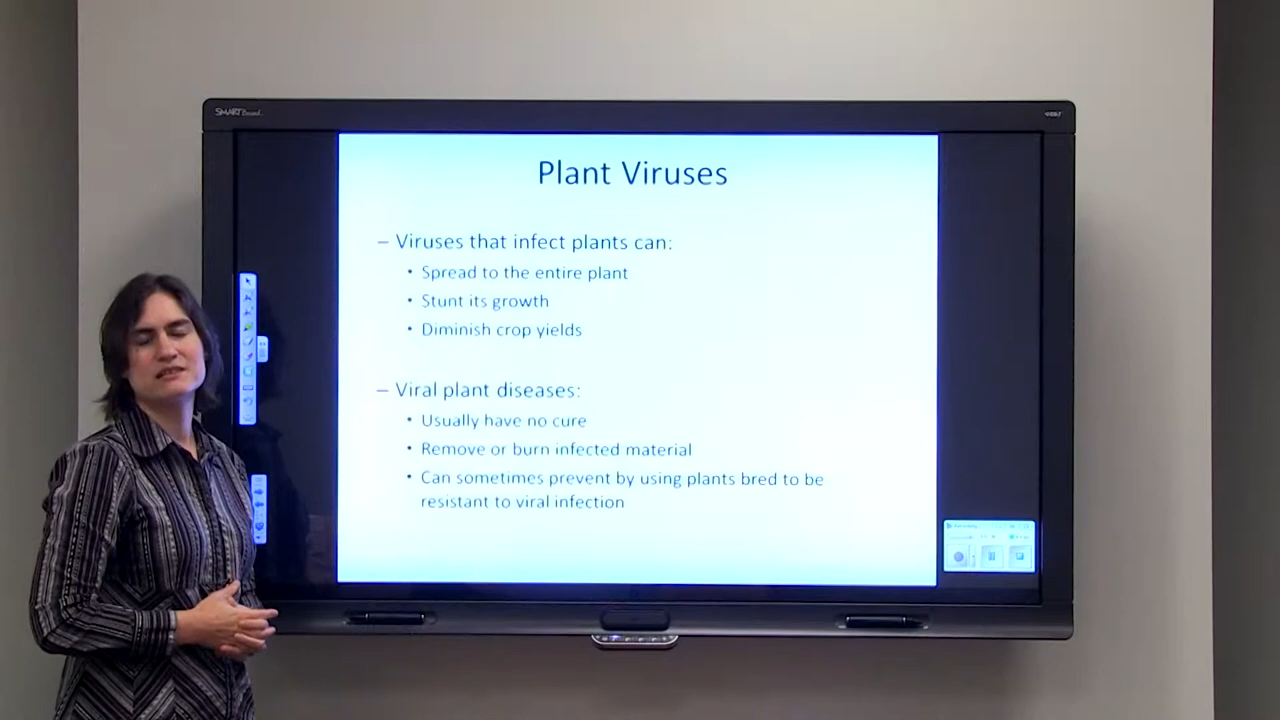 SMART Board
Plant Viruses
– Viruses that infect plants can:
• Spread to the entire plant
• Stunt its growth
• Diminish crop yields
– Viral plant diseases:
• Usually have no cure
• Remove or burn infected material
• Can sometimes prevent by using plants bred to be
resistant to viral infection